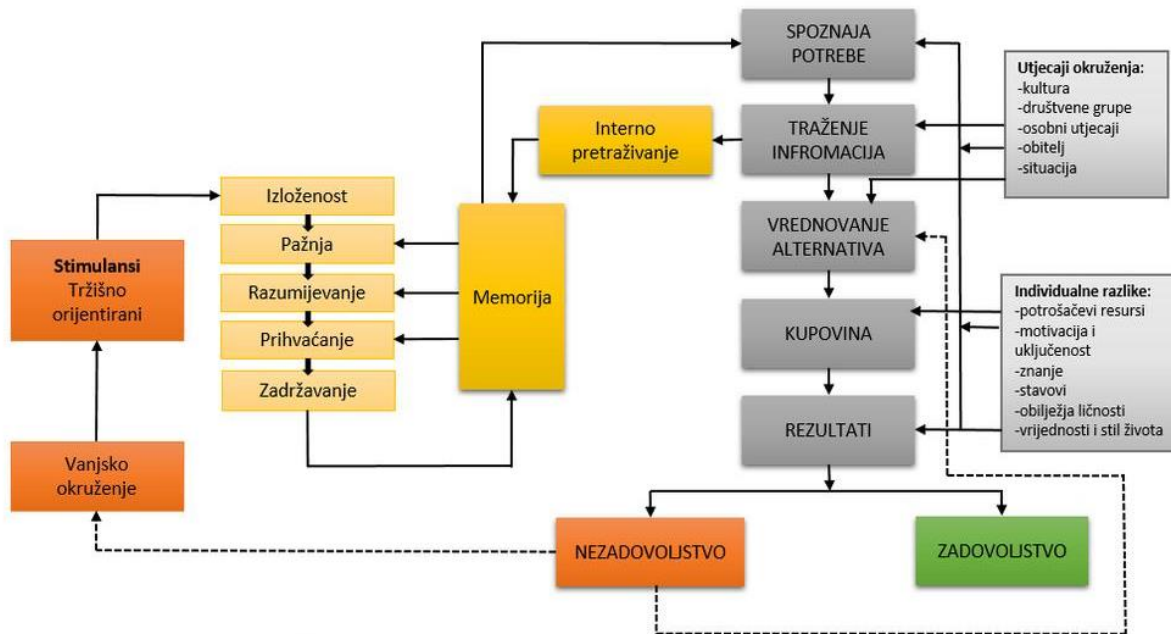 SPOZNAJA
POTREBE
Utjecaji okruženja:
-kultura
-društvene grupe
-osobni utjecaji
-obitelj
-situacija
Interno
pretraživanje
TRAŽENJE
INFROMACIJA
Izloženost
Pažnja
Razumijevanje
Prihvaćanje
Zadržavanje
Memorija
VREDNOVANJE
ALTERNATIVA
Stimulansi
Tržišno
orijentirani
Individualne razlike:
-potrošačevi resursi
-motivacija i
uključenost
-znanje
-stavovi
-obilježja ličnosti
-vrijednosti i stil života
KUPOVINA
REZULTATI
Vanjsko
okruženje
NEZADOVOLJSTVO
ZADOVOLJSTVO